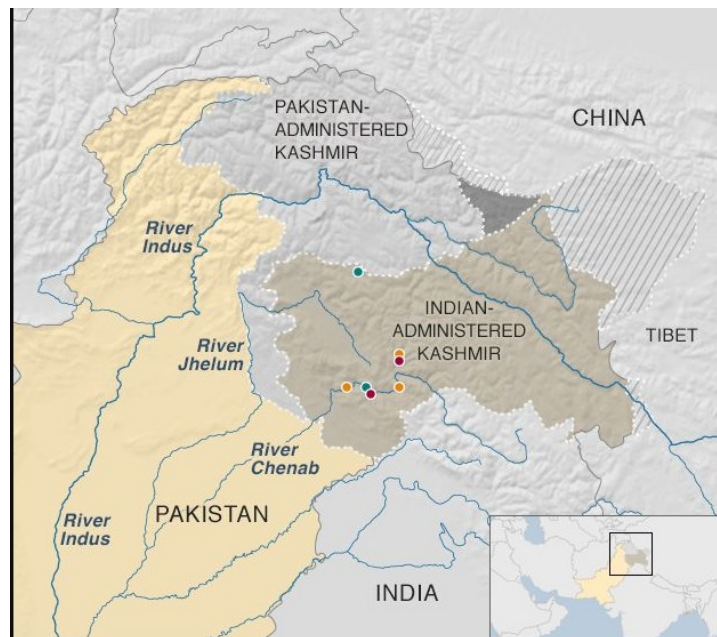 PAKISTAN-
ADMINISTERED
KASHMIR
CHINA
River
Indus
INDIAN-
ADMINISTERED
KASHMIR
TIBET
River
Jhelum
River
Chenab
River
Indus
PAKISTAN
INDIA